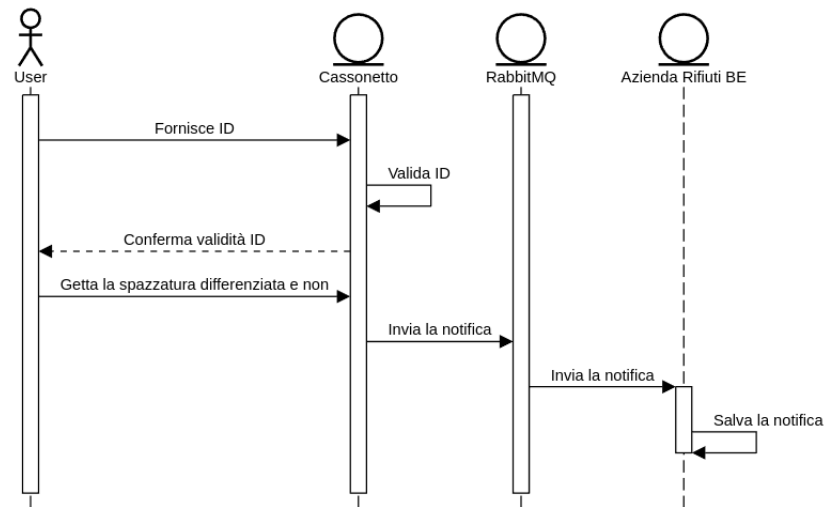 User
Cassonetto
RabbitMQ
Azienda Rifiuti BE
Fornisce ID
Valida ID
Conferma validità ID
Getta la spazzatura differenziata e non
Invia la notifica
Invia la notifica
Salva la notifica